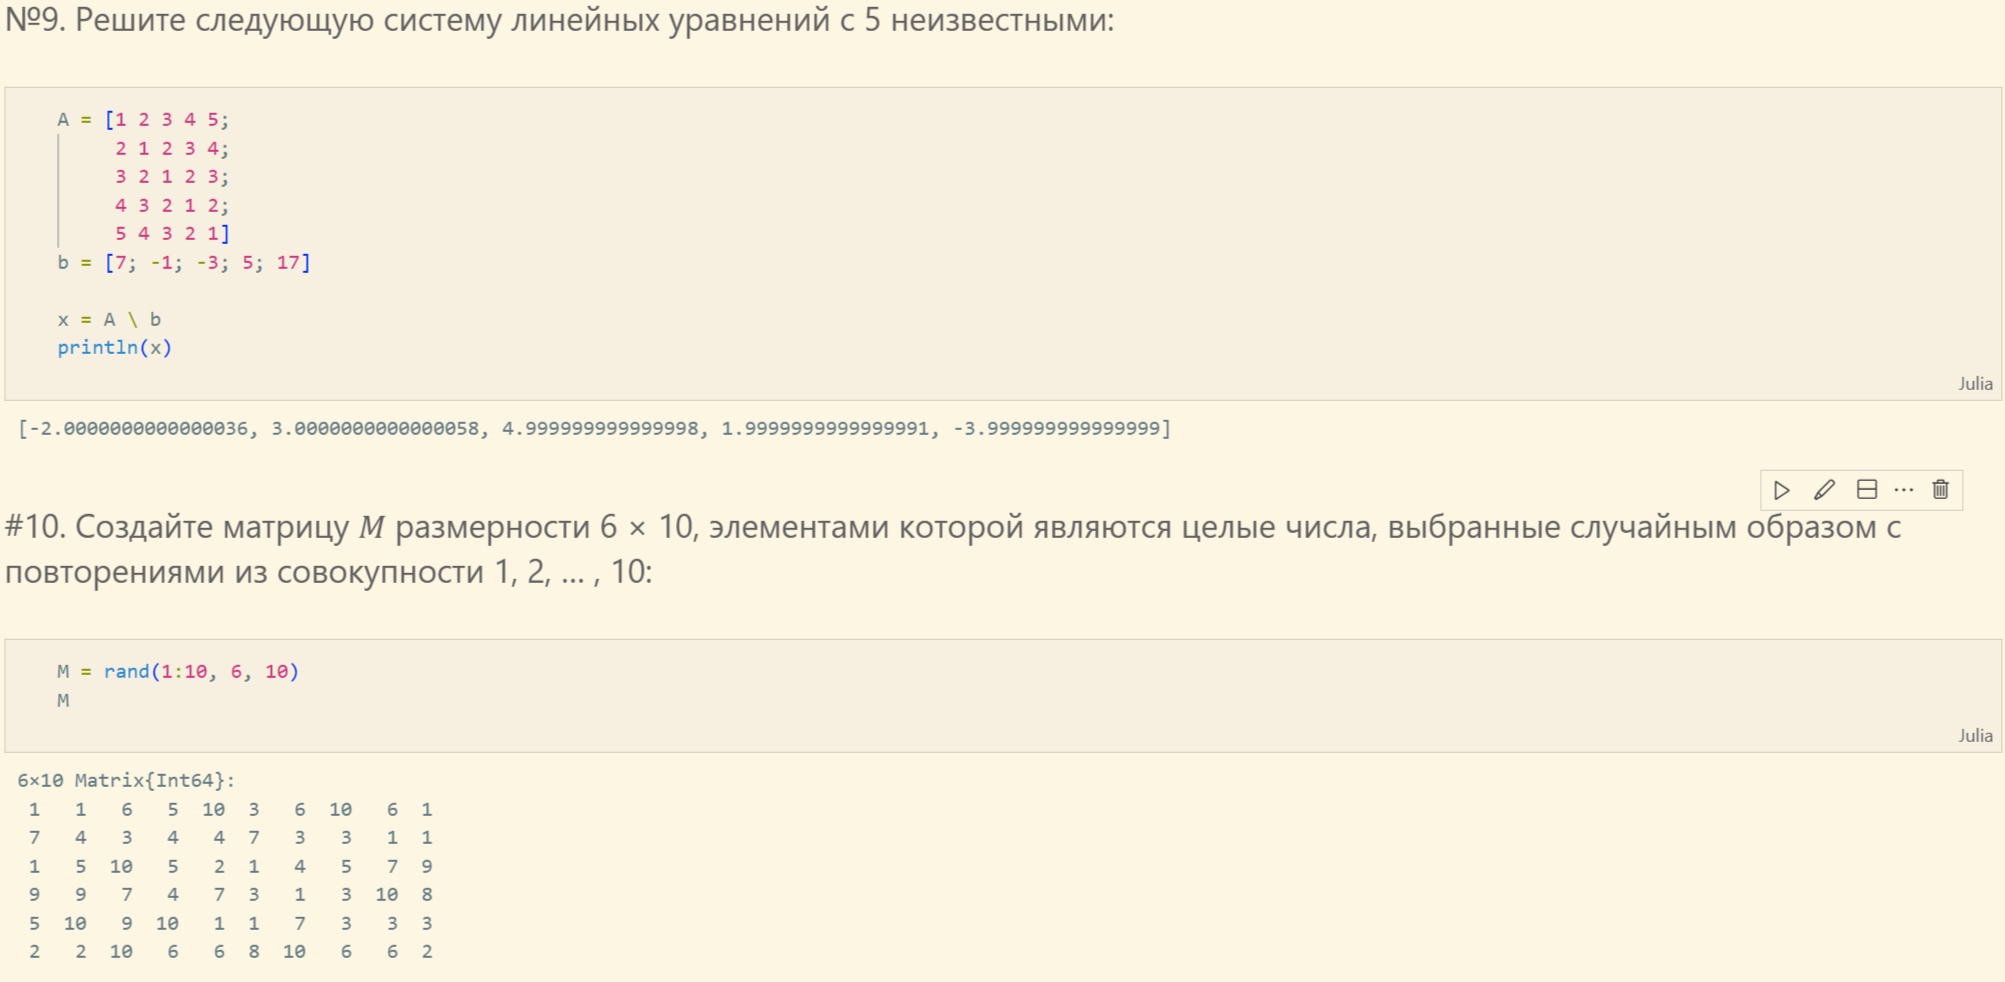 №9. Решите следующую систему линейных уравнений с 5 неизвестными:
A = [1 2 3 4 5;
2 1 2 3 4;
3 2 1 2 3;
4 3 2 1 2;
5 4 3 2 1]
b = [7; -1; -3; 5; 17]
x = A \ b
println(x)
Julia
[-2.0000000000000036, 3.0000000000000058, 4.999999999999998, 1.9999999999999991, -3.999999999999999]
#10. Создайте матрицу M размерности 6 × 10, элементами которой являются целые числа, выбранные случайным образом с
повторениями из совокупности 1, 2, … , 10:
M = rand(1:10, 6, 10)
M
Julia
6×10 Matrix{Int64}:
1 1 6 5 10 3 6 10 6 1
7 4 3 4 4 7 3 3 1 1
1 5 10 5 2 1 4 5 7 9
9 9 7 4 7 3 1 3 10 8
5 10 9 10 1 1 7 3 3 3
2 2 10 6 6 8 10 6 6 2